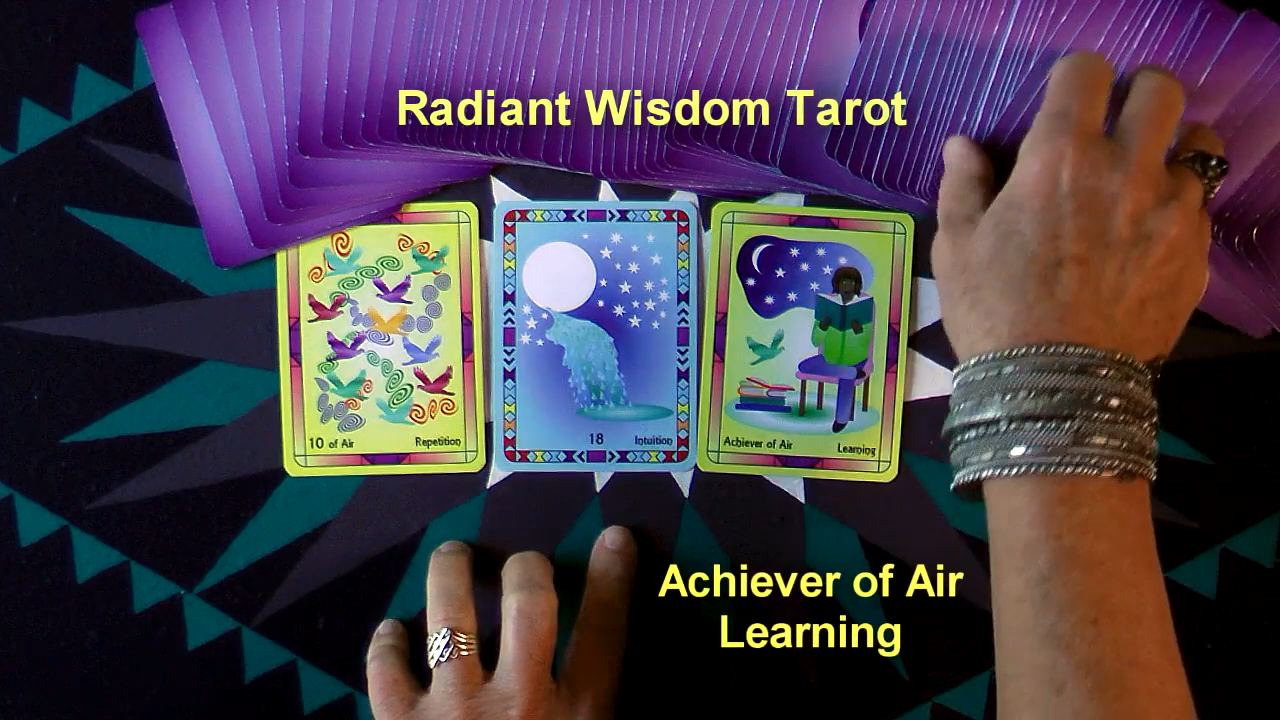 Radiant Wisdom Tarot
10 of Air Repetition
18 Intuition
Achiever of Air Learning
Achiever of Air
Learning